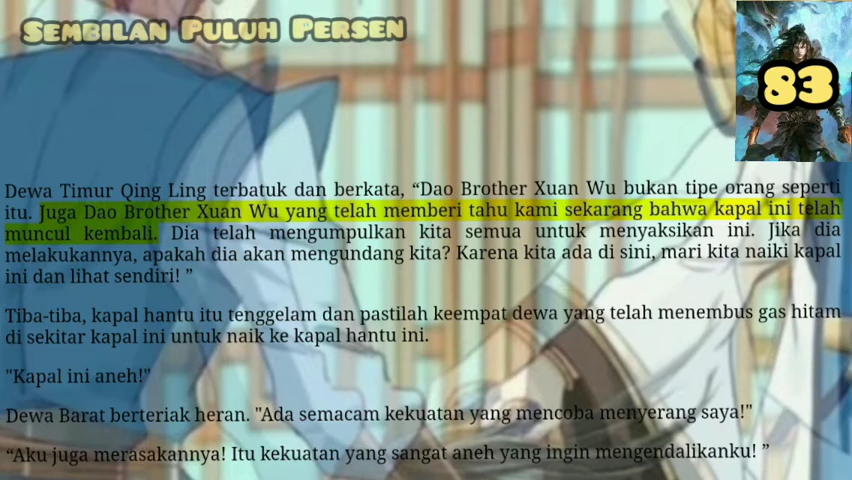 Sembilan Puluh Persen
83
Dewa Timur Qing Ling terbatuk dan berkata, “Dao Brother Xuan Wu bukan tipe orang seperti
itu. Juga Dao Brother Xuan Wu yang telah memberi tahu kami sekarang bahwa kapal ini telah
muncul kembali. Dia telah mengumpulkan kita semua untuk menyaksikan ini. Jika dia
melakukannya, apakah dia akan mengundang kita? Karena kita ada di sini, mari kita naiki kapal
ini dan lihat sendiri! ”
Tiba-tiba, kapal hantu itu tenggelam dan pastilah keempat dewa yang telah menembus gas hitam
di sekitar kapal ini untuk naik ke kapal hantu ini.
"Kapal ini aneh!"
Dewa Barat berteriak heran. "Ada semacam kekuatan yang mencoba menyerang saya!"
“Aku juga merasakannya! Itu kekuatan yang sangat aneh yang ingin mengendalikanku! ”